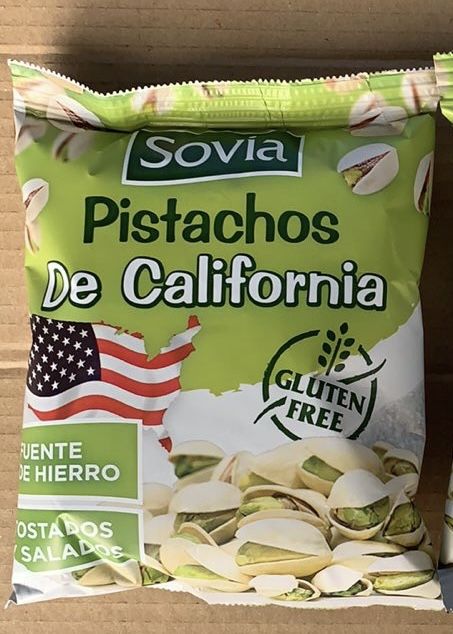 Sovia
Pistachos
De California
GLUTEN
FREE
FUENTE
DE HIERRO
TOSTADOS
Y SALADOS